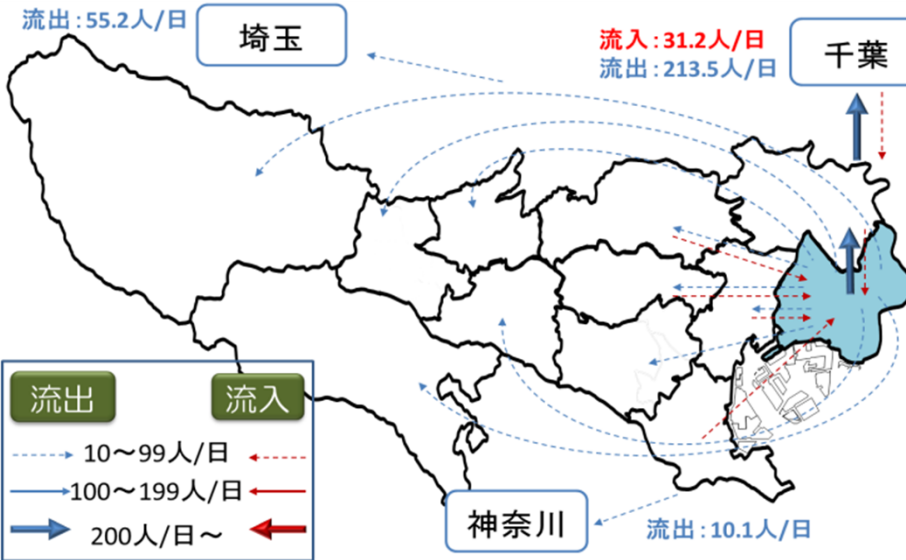 流出:55.2人/日
埼玉
流入:31.2人/日
流出:213.5人/日
千葉
流出
流入
10～99人/日
100～199人/日
200人/日～
神奈川
流出:10.1人/日